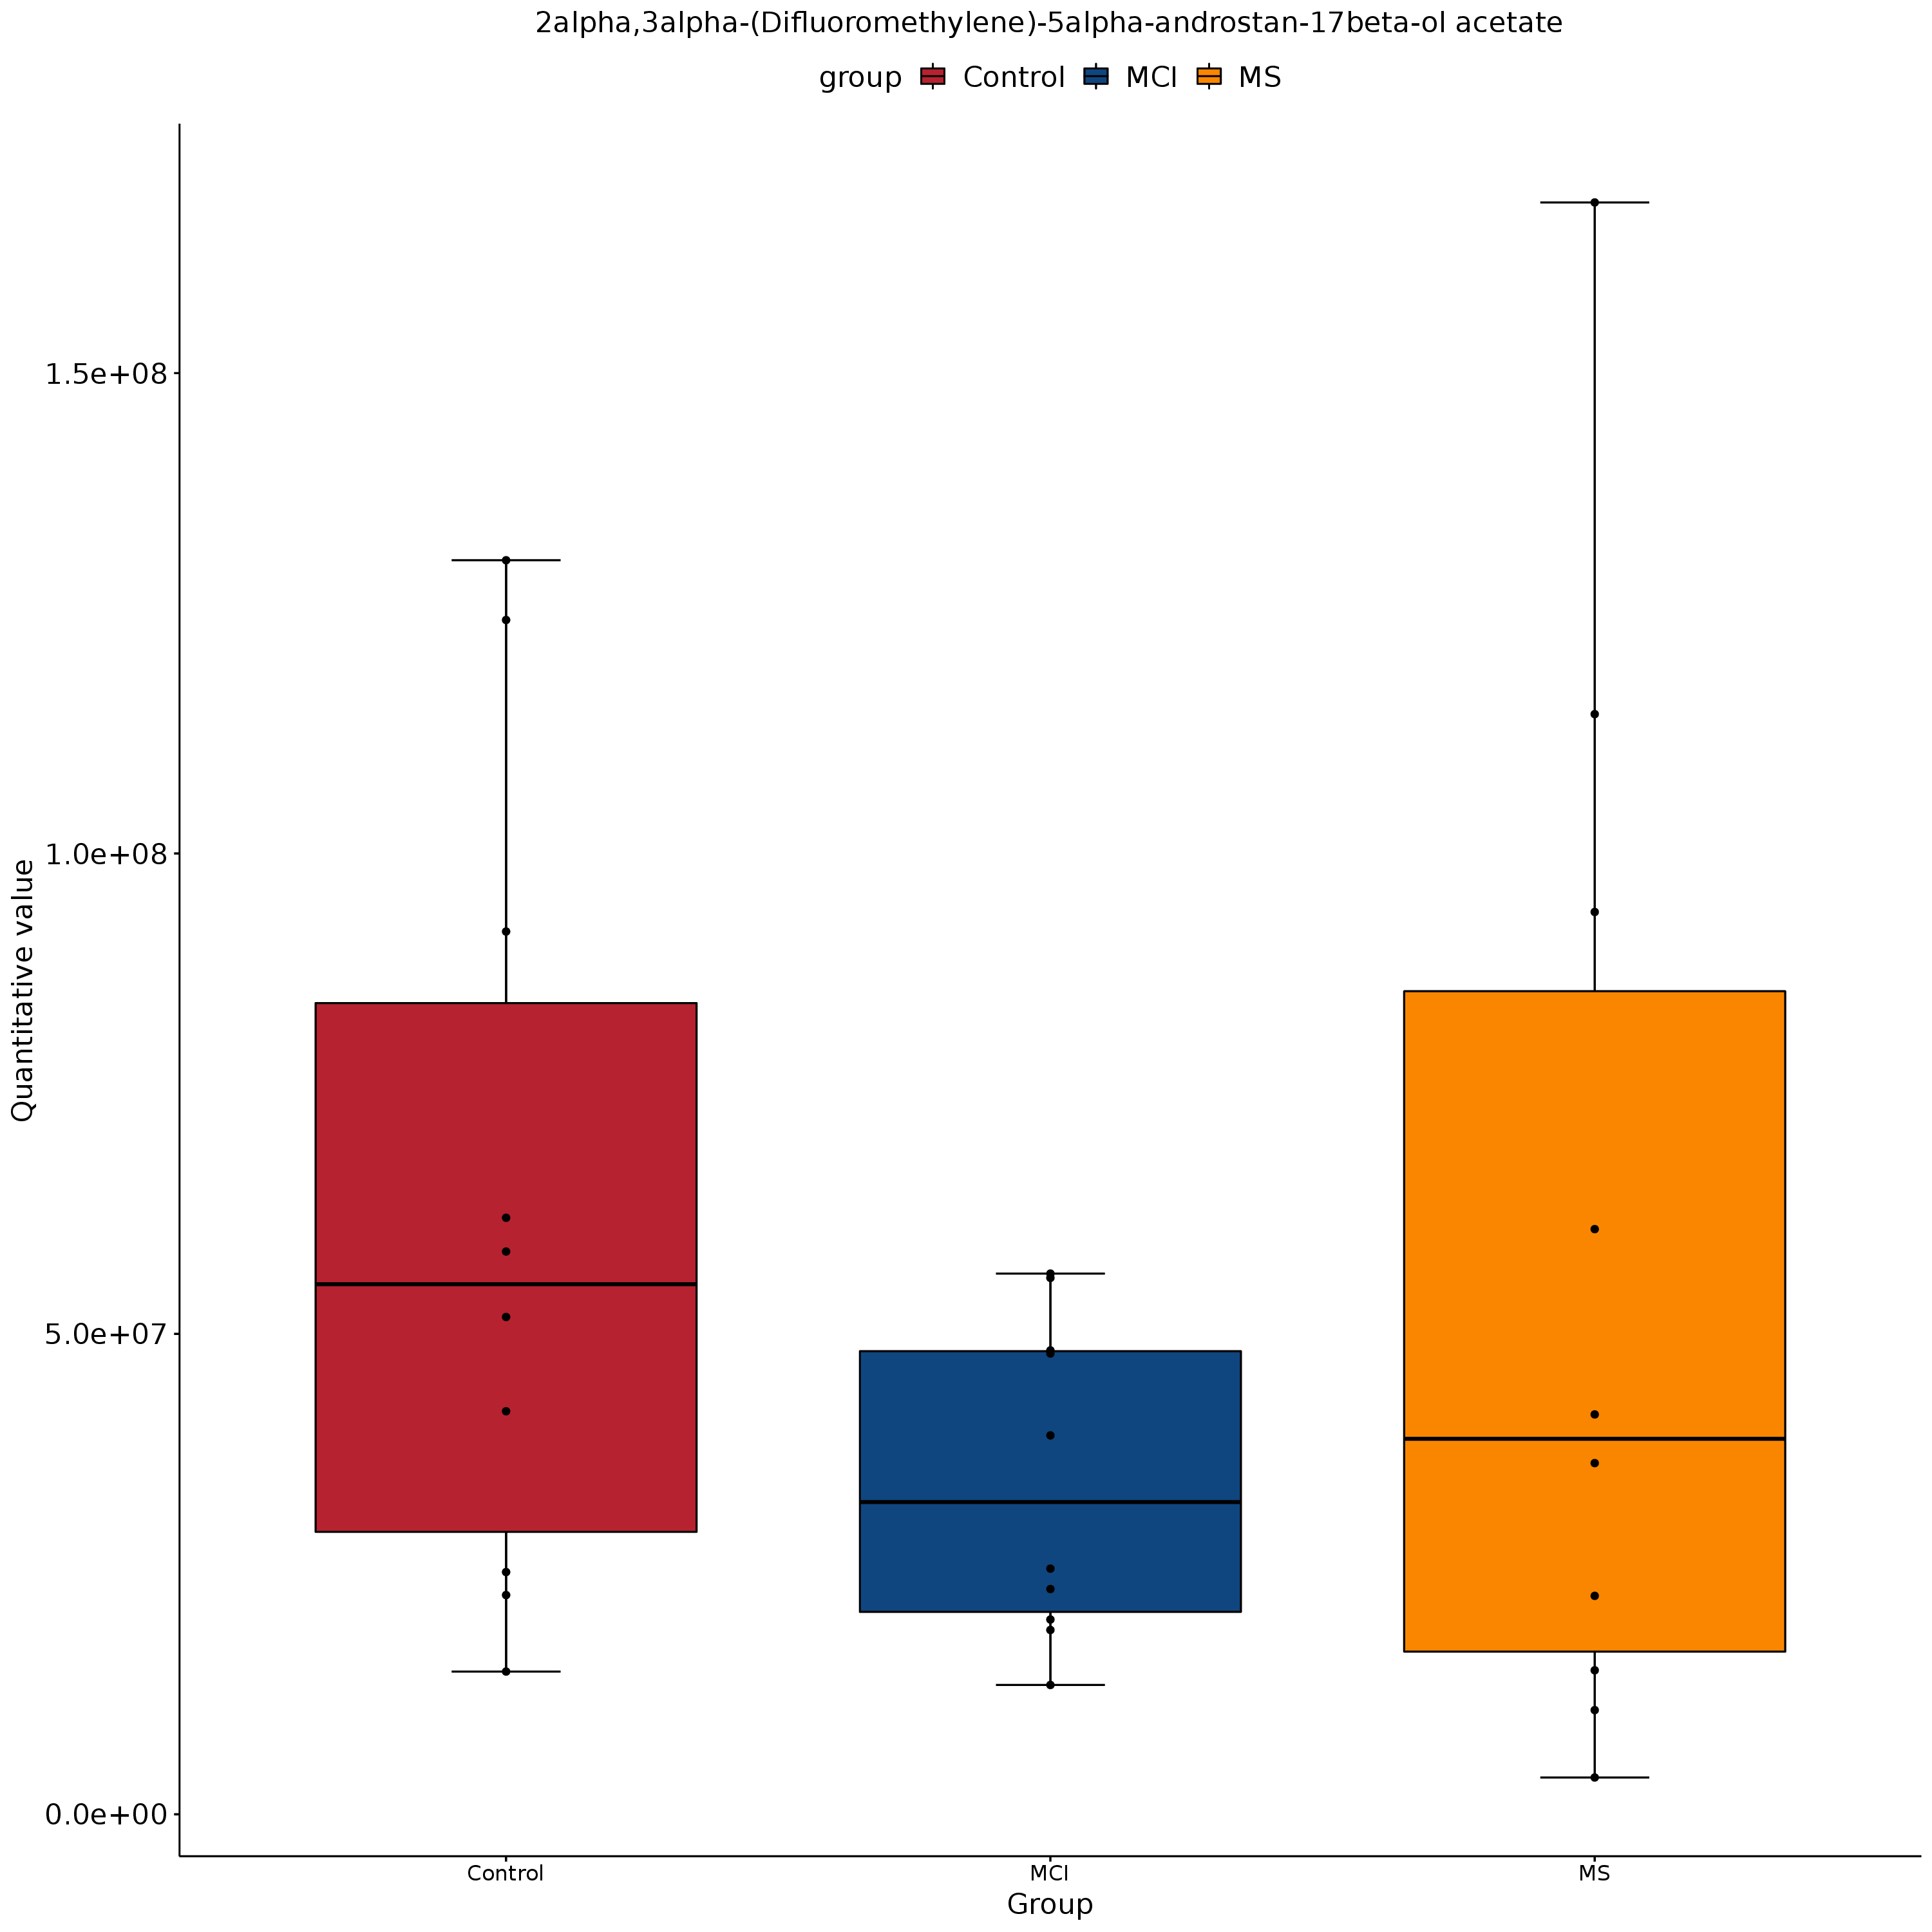 2alpha,3alpha-(Difluoromethylene)-5alpha-androstan-17beta-ol acetate
group Control MCI MS
Quantitative value
1.5e+08
1.0e+08
5.0e+07
0.0e+00
Control MCI MS
Group